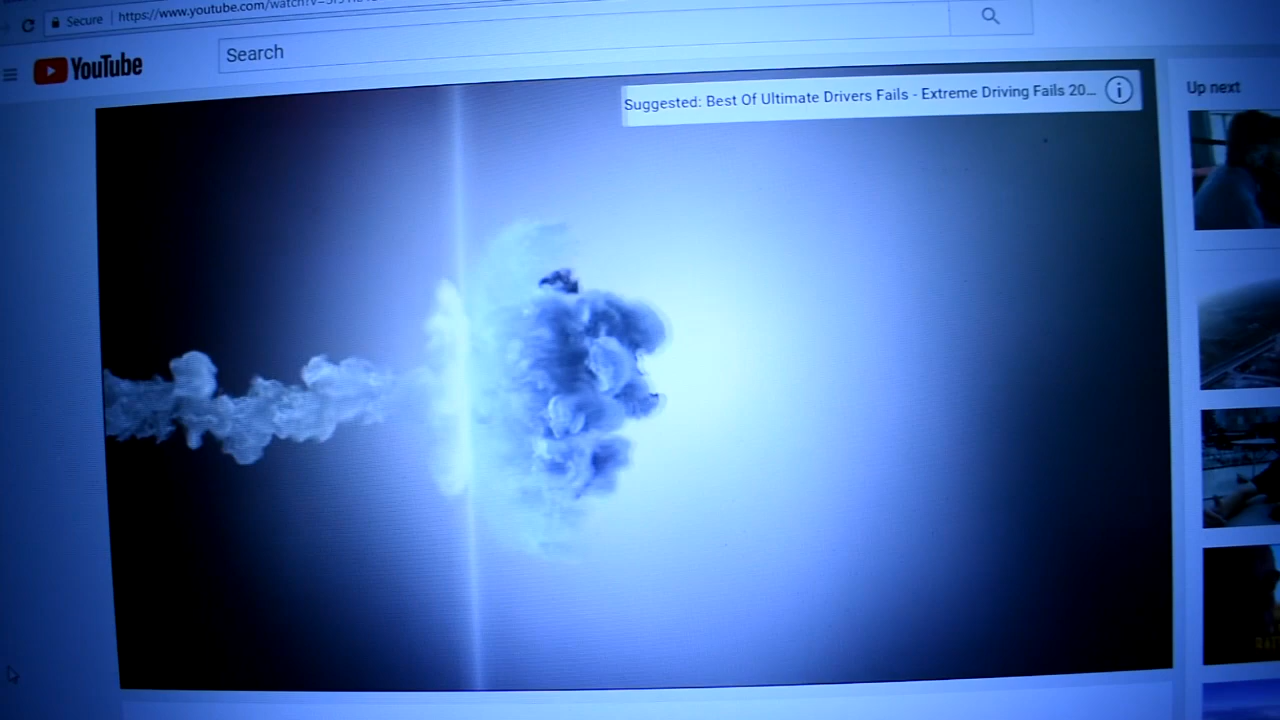 Secure https://www.youtube.com/watch?v=
YouTube
Search
Suggested: Best Of Ultimate Drivers Fails - Extreme Driving Fails 20...
Up next